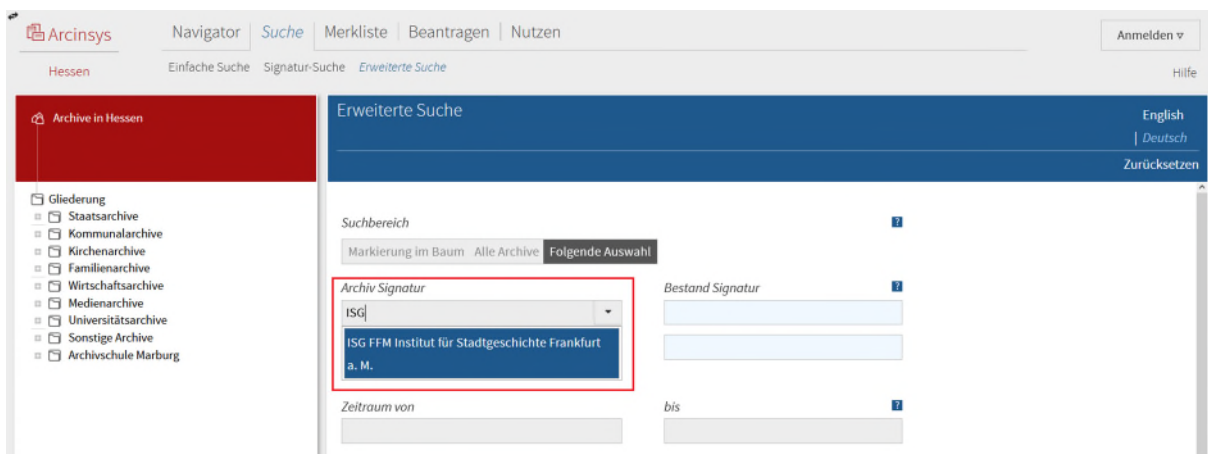 Arcinsys
Navigator Suche Merkliste Beantragen Nutzen
Anmelden
Hessen
Einfache Suche Signatur-Suche Erweiterte Suche
Hilfe
Archive in Hessen
Erweiterte Suche
English
Deutsch
Zurücksetzen
Gliederung
Staatsarchive
Kommunalarchive
Kirchenarchive
Familienarchive
Wirtschaftsarchive
Medienarchive
Universitätsarchive
Sonstige Archive
Archivschule Marburg
Suchbereich ?
Markierung im Baum Alle Archive Folgende Auswahl
Archiv Signatur
Bestand Signatur ?
ISG
ISG FFM Institut für Stadtgeschichte Frankfurt
a. M.
Zeitraum von
bis ?